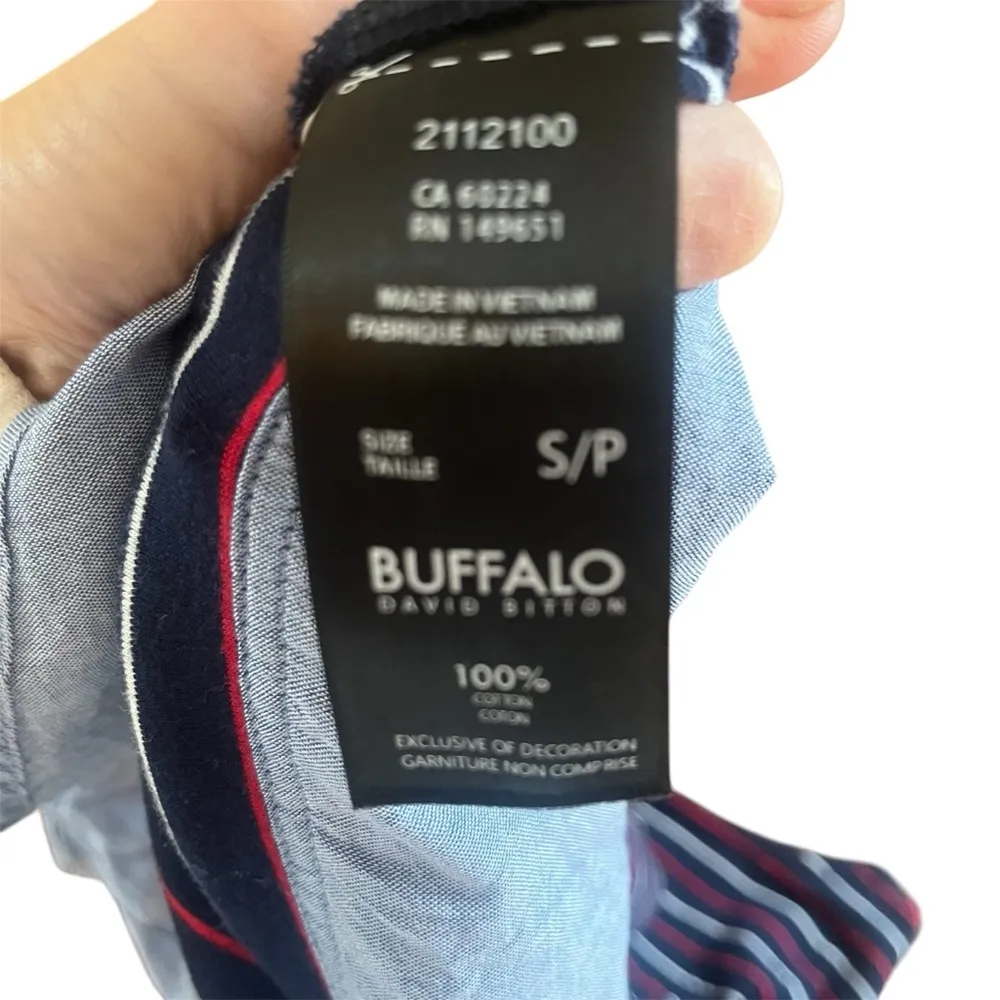 2112100
CA 60224
RN 149651
MADE IN VIETNAM
FABRIQUE AU VIETNAM
SIZE
TAILLE
S/P
BUFFALO
DAVID BITTON
100%
COTTON
COTON
EXCLUSIVE OF DECORATION
GARNITURE NON COMPRISE